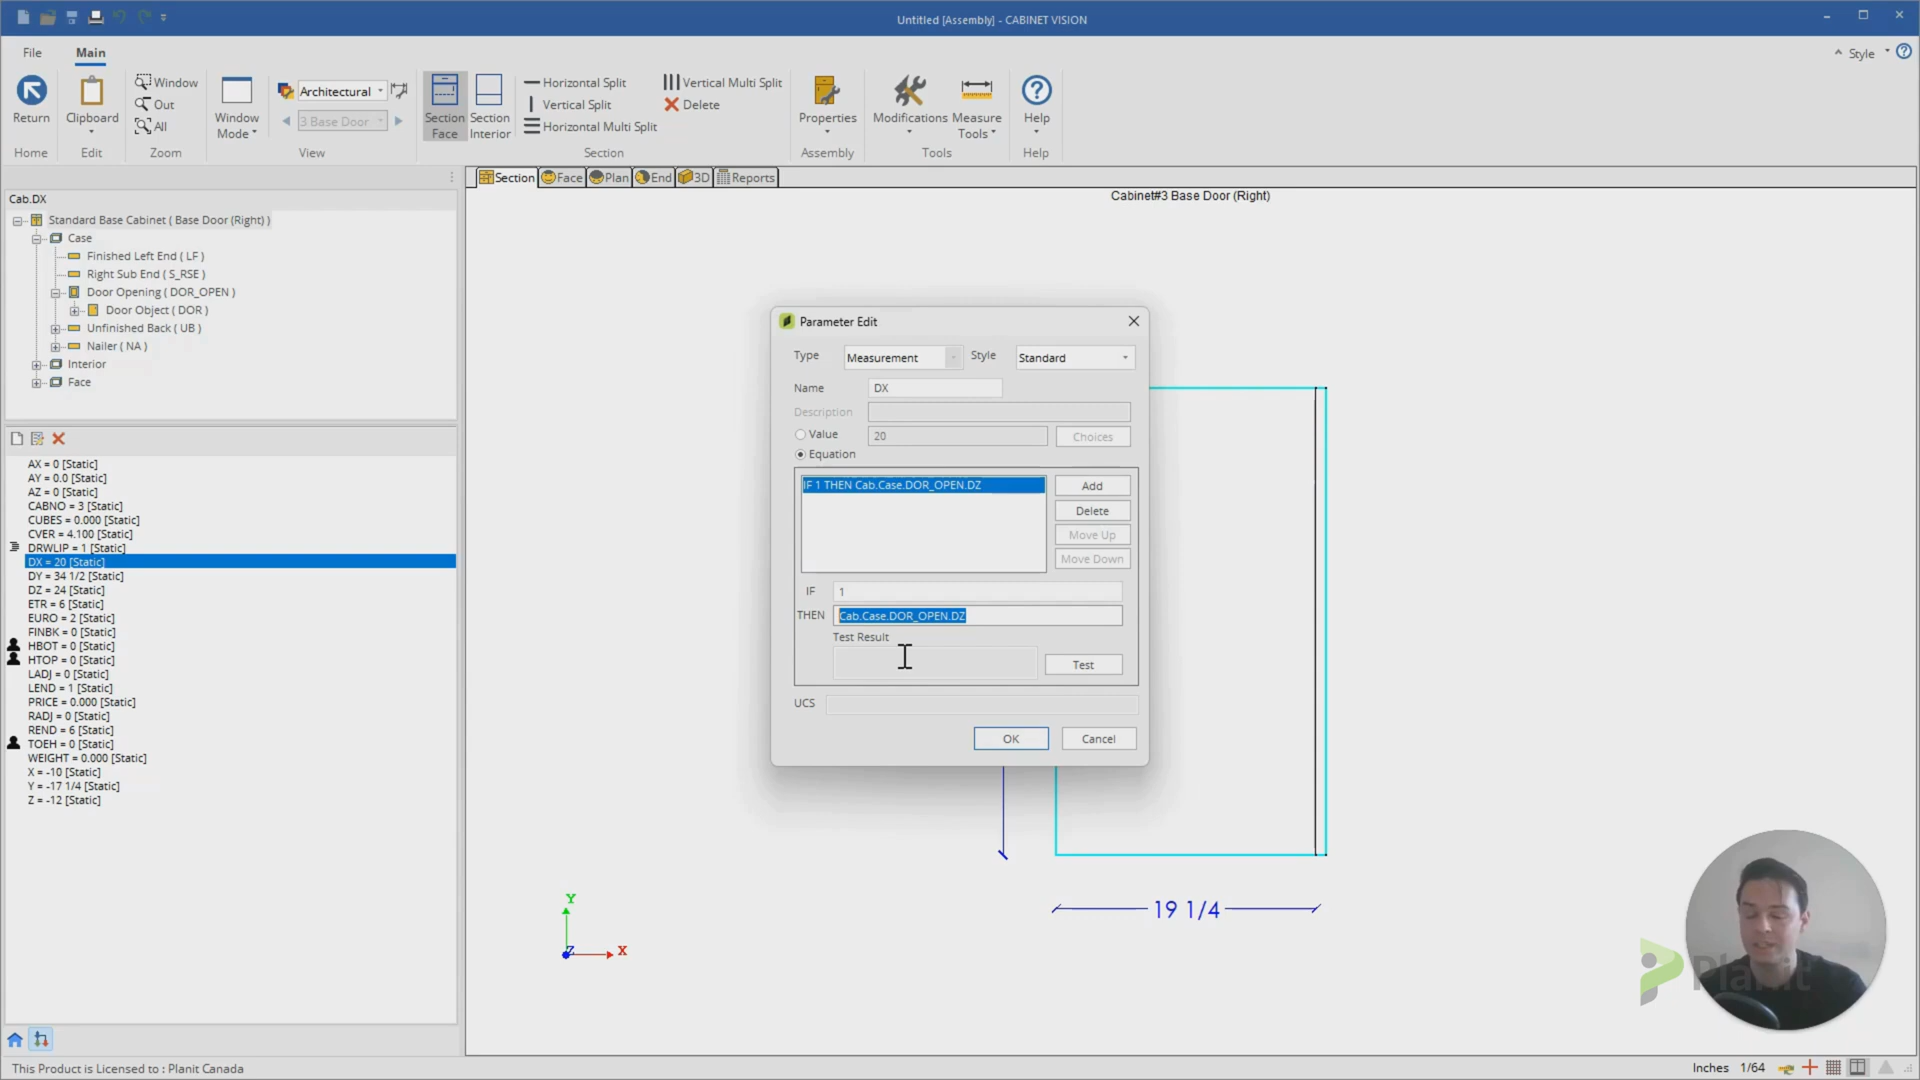 Untitled [Assembly] - CABINET VISION
File
Main
Style
Return
Clipboard
Window
Out
All
Window
Mode
Architectural
3 Base Door
Section
Face
Section
Interior
Horizontal Split
Vertical Split
Horizontal Multi Split
Vertical Multi Split
Delete
Properties
Modifications
Measure
Tools
Help
Home
Edit
Zoom
View
Section
Assembly
Tools
Help
Section
Face
Plan
End
3D
Reports
Cabinet#3 Base Door (Right)
Cab.DX
Standard Base Cabinet ( Base Door (Right) )
Case
Finished Left End ( LF )
Right Sub End ( S_RSE )
Door Opening ( DOR_OPEN )
Door Object ( DOR )
Unfinished Back ( UB )
Nailer ( NA )
Interior
Face
AX = 0 [Static]
AY = 0.0 [Static]
AZ = 0 [Static]
CABNO = 3 [Static]
CUBES = 0.000 [Static]
CVER = 4.100 [Static]
DRWLIP = 1 [Static]
DX = 20 [Static]
DY = 34 1/2 [Static]
DZ = 24 [Static]
ETR = 6 [Static]
EURO = 2 [Static]
FINBK = 0 [Static]
HBOT = 0 [Static]
HTOP = 0 [Static]
LADJ = 0 [Static]
LEND = 1 [Static]
PRICE = 0.000 [Static]
RADJ = 0 [Static]
REND = 6 [Static]
TOEH = 0 [Static]
WEIGHT = 0.000 [Static]
X = -10 [Static]
Y = -17 1/4 [Static]
Z = -12 [Static]
Parameter Edit
Type
Measurement
Style
Standard
Name
DX
Description
Value
20
Choices
Equation
IF 1 THEN Cab.Case.DOR_OPEN.DZ
Add
Delete
Move Up
Move Down
IF
1
THEN
Cab.Case.DOR_OPEN.DZ
Test Result
Test
UCS
OK
Cancel
19 1/4
Y
Z
X
Planit
This Product is Licensed to : Planit Canada
Inches
1/64